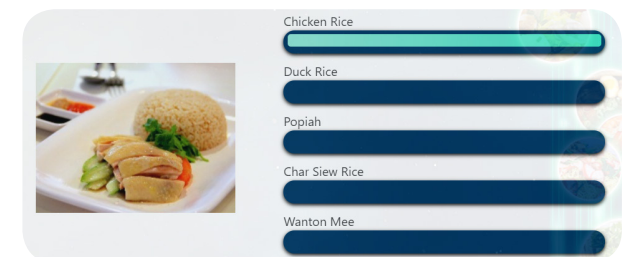 Chicken Rice
Duck Rice
Popiah
Char Siew Rice
Wanton Mee